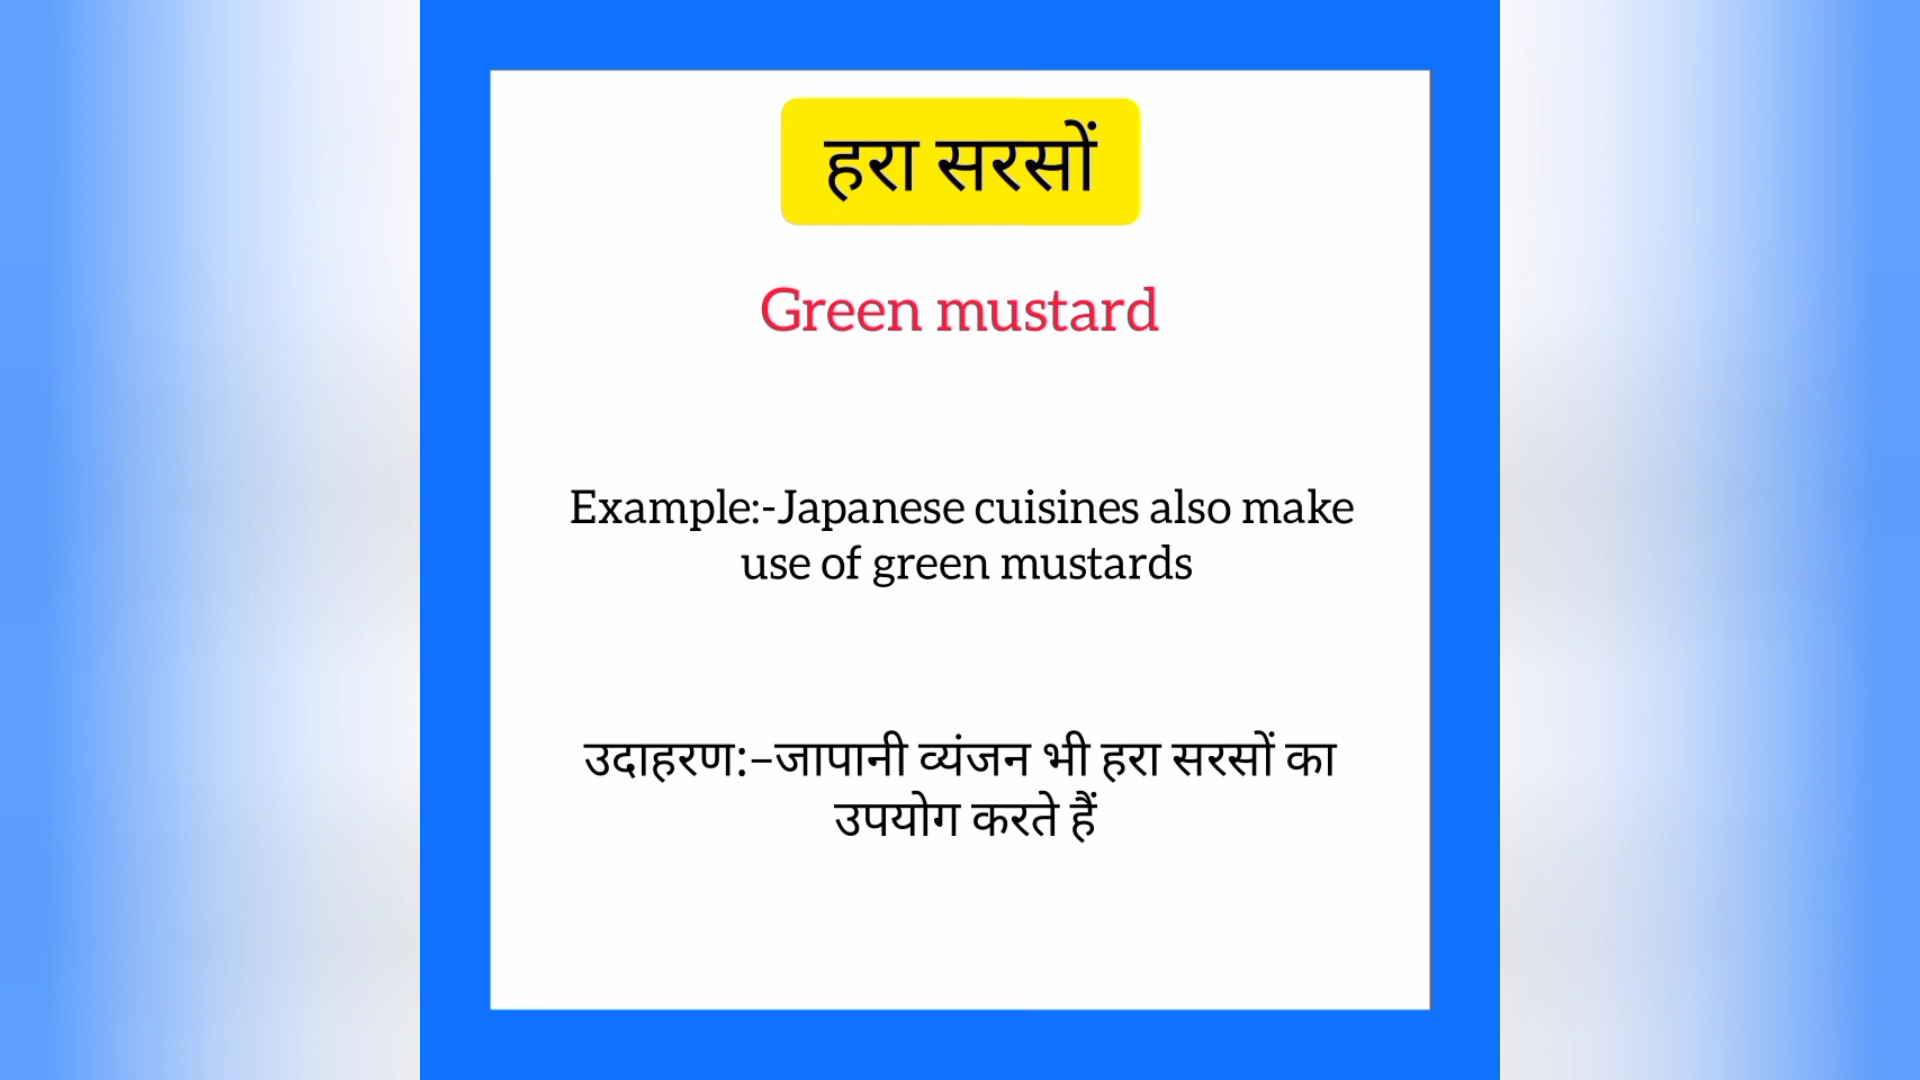 हरा सरसों
Green mustard
Example:-Japanese cuisines also make
use of green mustards
उदाहरण:–जापानी व्यंजन भी हरा सरसों का
उपयोग करते हैं